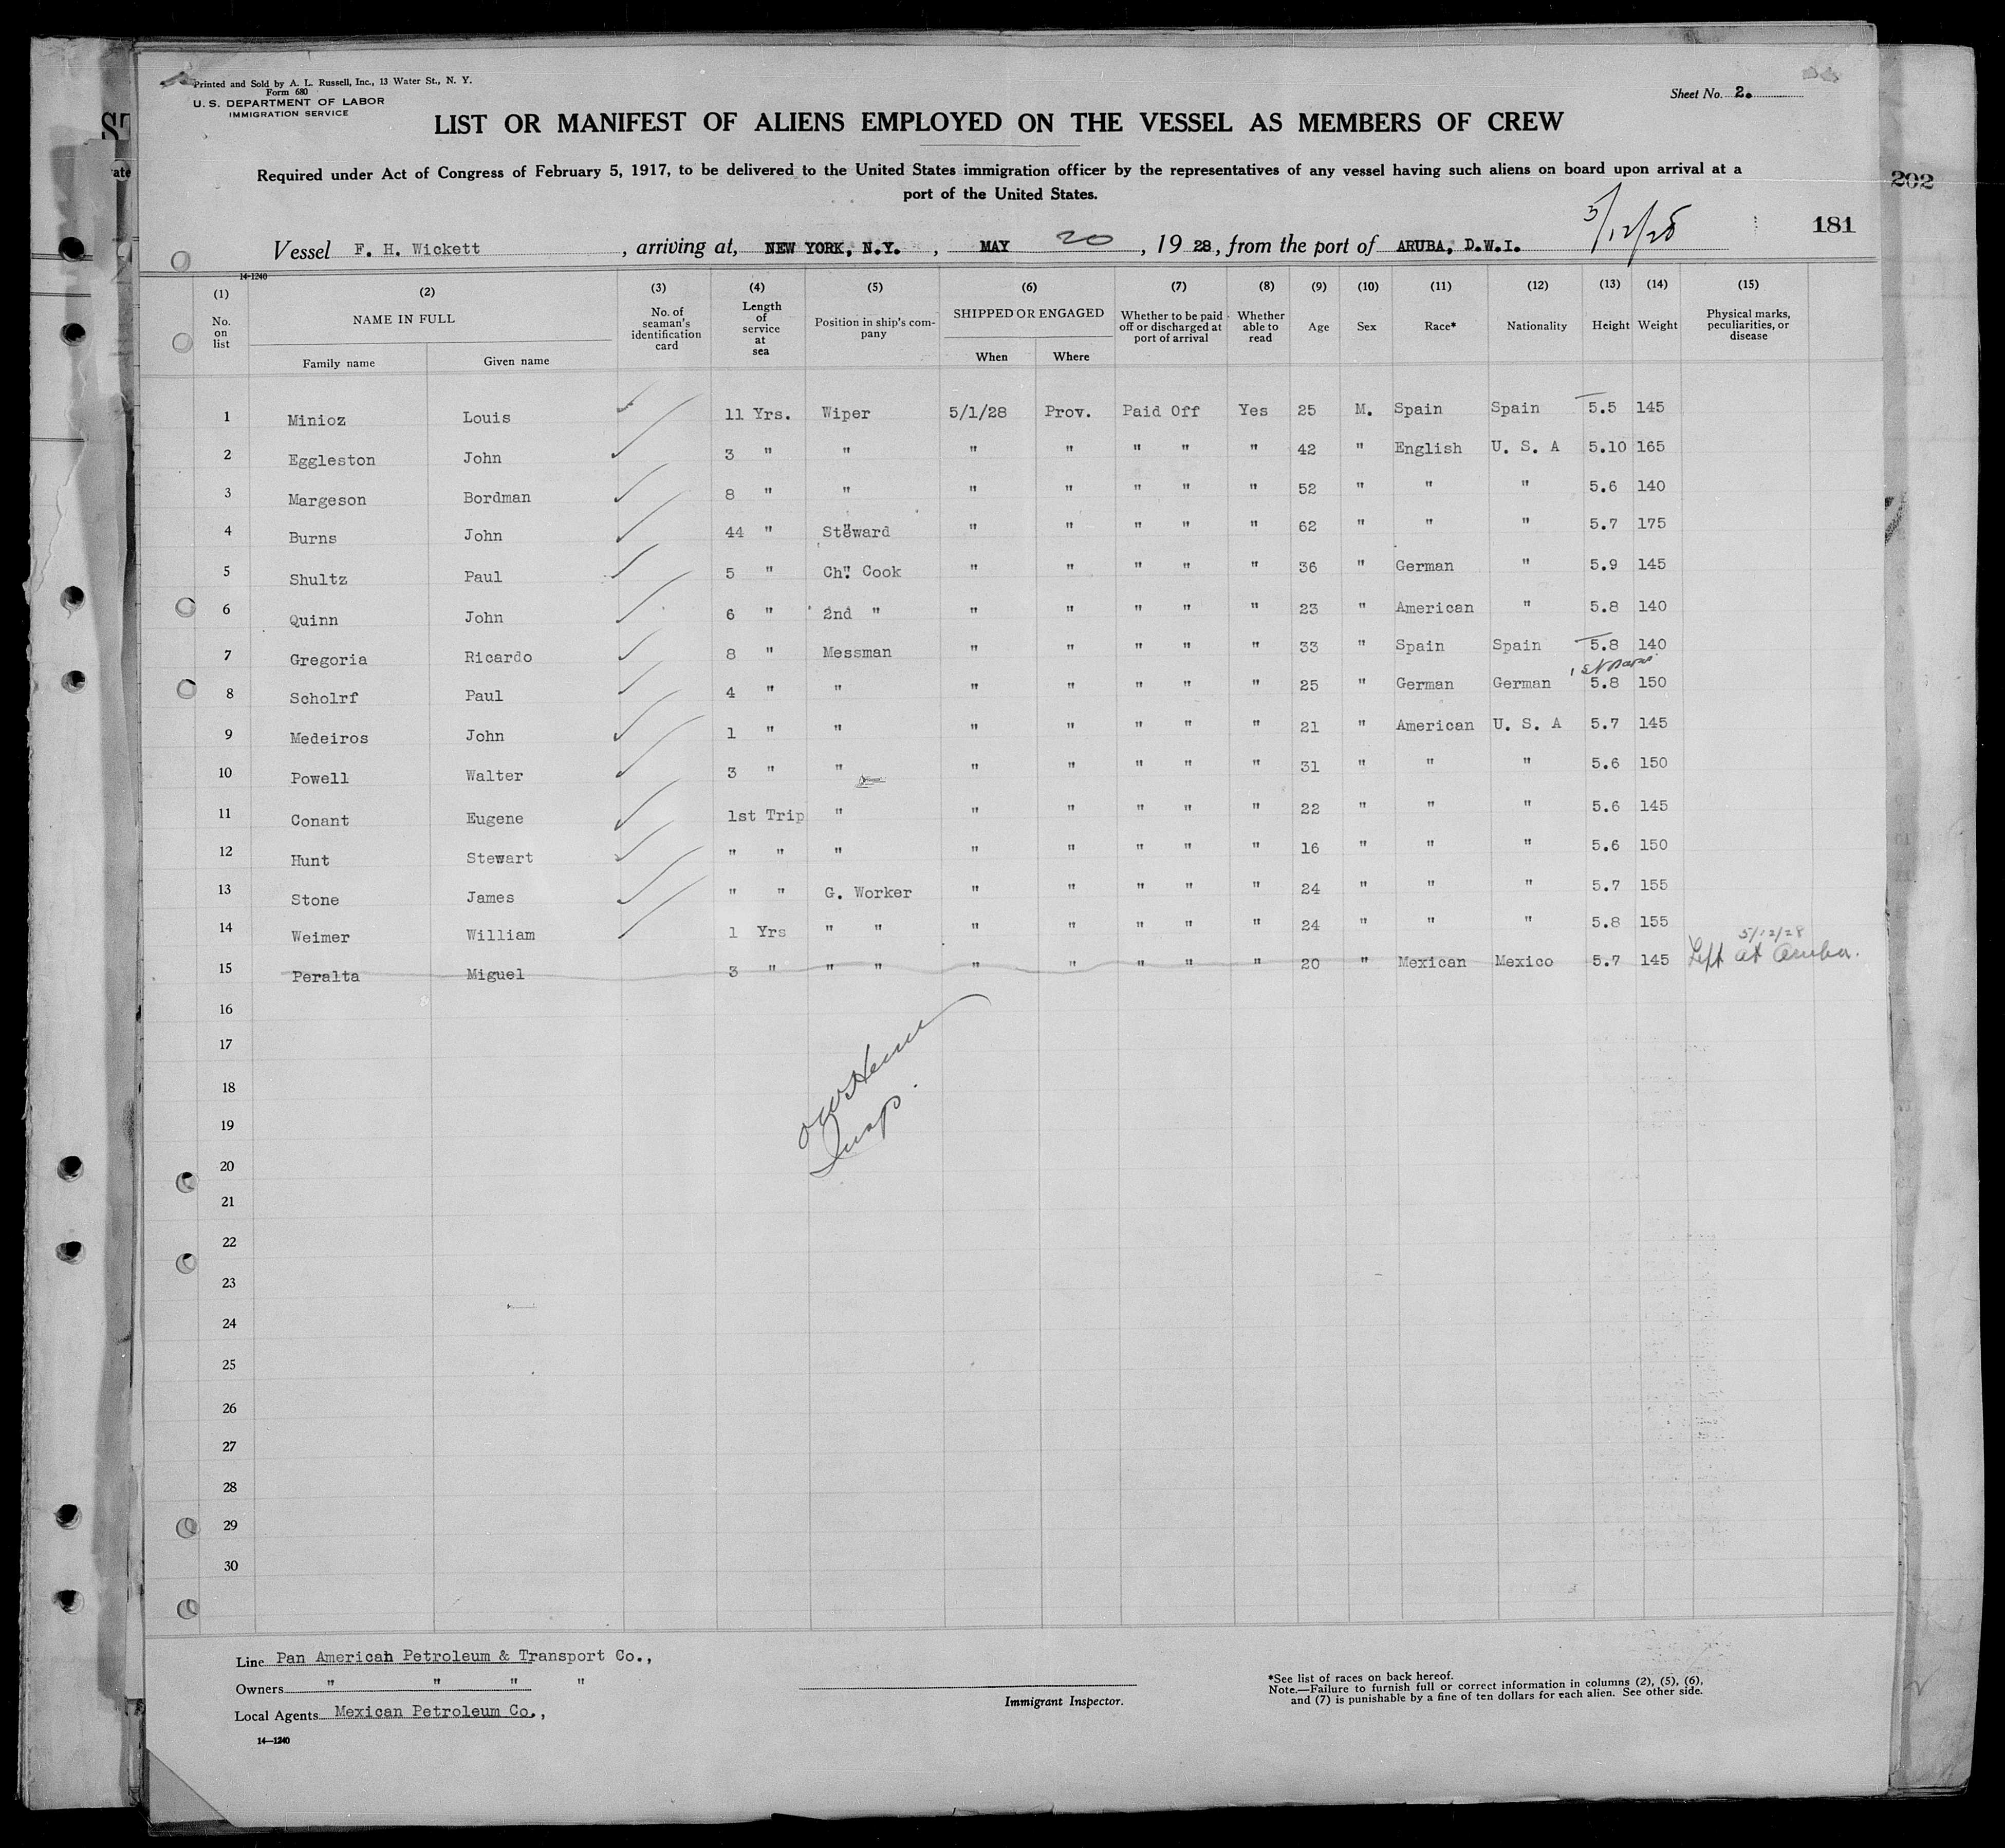 Printed and Sold by A. L. Russell, Inc., 13 Water St., N. Y.
Form 680
U. S. DEPARTMENT OF LABOR
IMMIGRATION SERVICE
Sheet No. 2.
LIST OR MANIFEST OF ALIENS EMPLOYED ON THE VESSEL AS MEMBERS OF CREW
Required under Act of Congress of February 5, 1917, to be delivered to the United States immigration officer by the representatives of any vessel having such aliens on board upon arrival at a
port of the United States.
202
5/12/28
181
Vessel F. H. Wickett, arriving at, NEW YORK, N.Y., MAY 20, 1928, from the port of ARUBA, D.W.I.
14-1240
(1) (2) (3) (4) (5) (6) (7) (8) (9) (10) (11) (12) (13) (14) (15)
No. on list NAME IN FULL Family name Given name No. of seaman's identification card Length of service at sea Position in ship's company SHIPPED OR ENGAGED When Where Whether to be paid off or discharged at port of arrival Whether able to read Age Sex Race* Nationality Height Weight Physical marks, peculiarities, or disease
1 Minioz Louis 11 Yrs. Wiper 5/1/28 Prov. Paid Off Yes 25 M. Spain Spain 5.5 145
2 Eggleston John 3 " " " " " " " 42 " English U. S. A 5.10 165
3 Margeson Bordman 8 " " " " " " " 52 " " " 5.6 140
4 Burns John 44 " Steward " " " " " 62 " " " 5.7 175
5 Shultz Paul 5 " Ch". Cook " " " " " 36 " German " 5.9 145
6 Quinn John 6 " 2nd " " " " " " 23 " American " 5.8 140
7 Gregoria Ricardo 8 " Messman " " " " " 33 " Spain Spain 5.8 140
8 Scholrf Paul 4 " " " " " " " 25 " German German 5.8 150
9 Medeiros John 1 " " " " " " " 21 " American U. S. A 5.7 145
10 Powell Walter 3 " " " " " " " 31 " " " 5.6 150
11 Conant Eugene 1st Trip " " " " " " 22 " " " 5.6 145
12 Hunt Stewart " " " " " " " " 16 " " " 5.6 150
13 Stone James " " G. Worker " " " " " 24 " " " 5.7 155
14 Weimer William 1 Yrs " " " " " " " 24 " " " 5.8 155
5/12/28
15 Peralta Miguel 3 " " " " " " " " 20 " Mexican Mexico 5.7 145 Left at Aruba.
16
17
18
19
Insp.
20
21
22
23
24
25
26
27
28
29
30
Line Pan American Petroleum & Transport Co.,
Owners " " " "
Local Agents Mexican Petroleum Co.,
14—1240
Immigrant Inspector.
*See list of races on back hereof.
Note.—Failure to furnish full or correct information in columns (2), (5), (6),
and (7) is punishable by a fine of ten dollars for each alien. See other side.